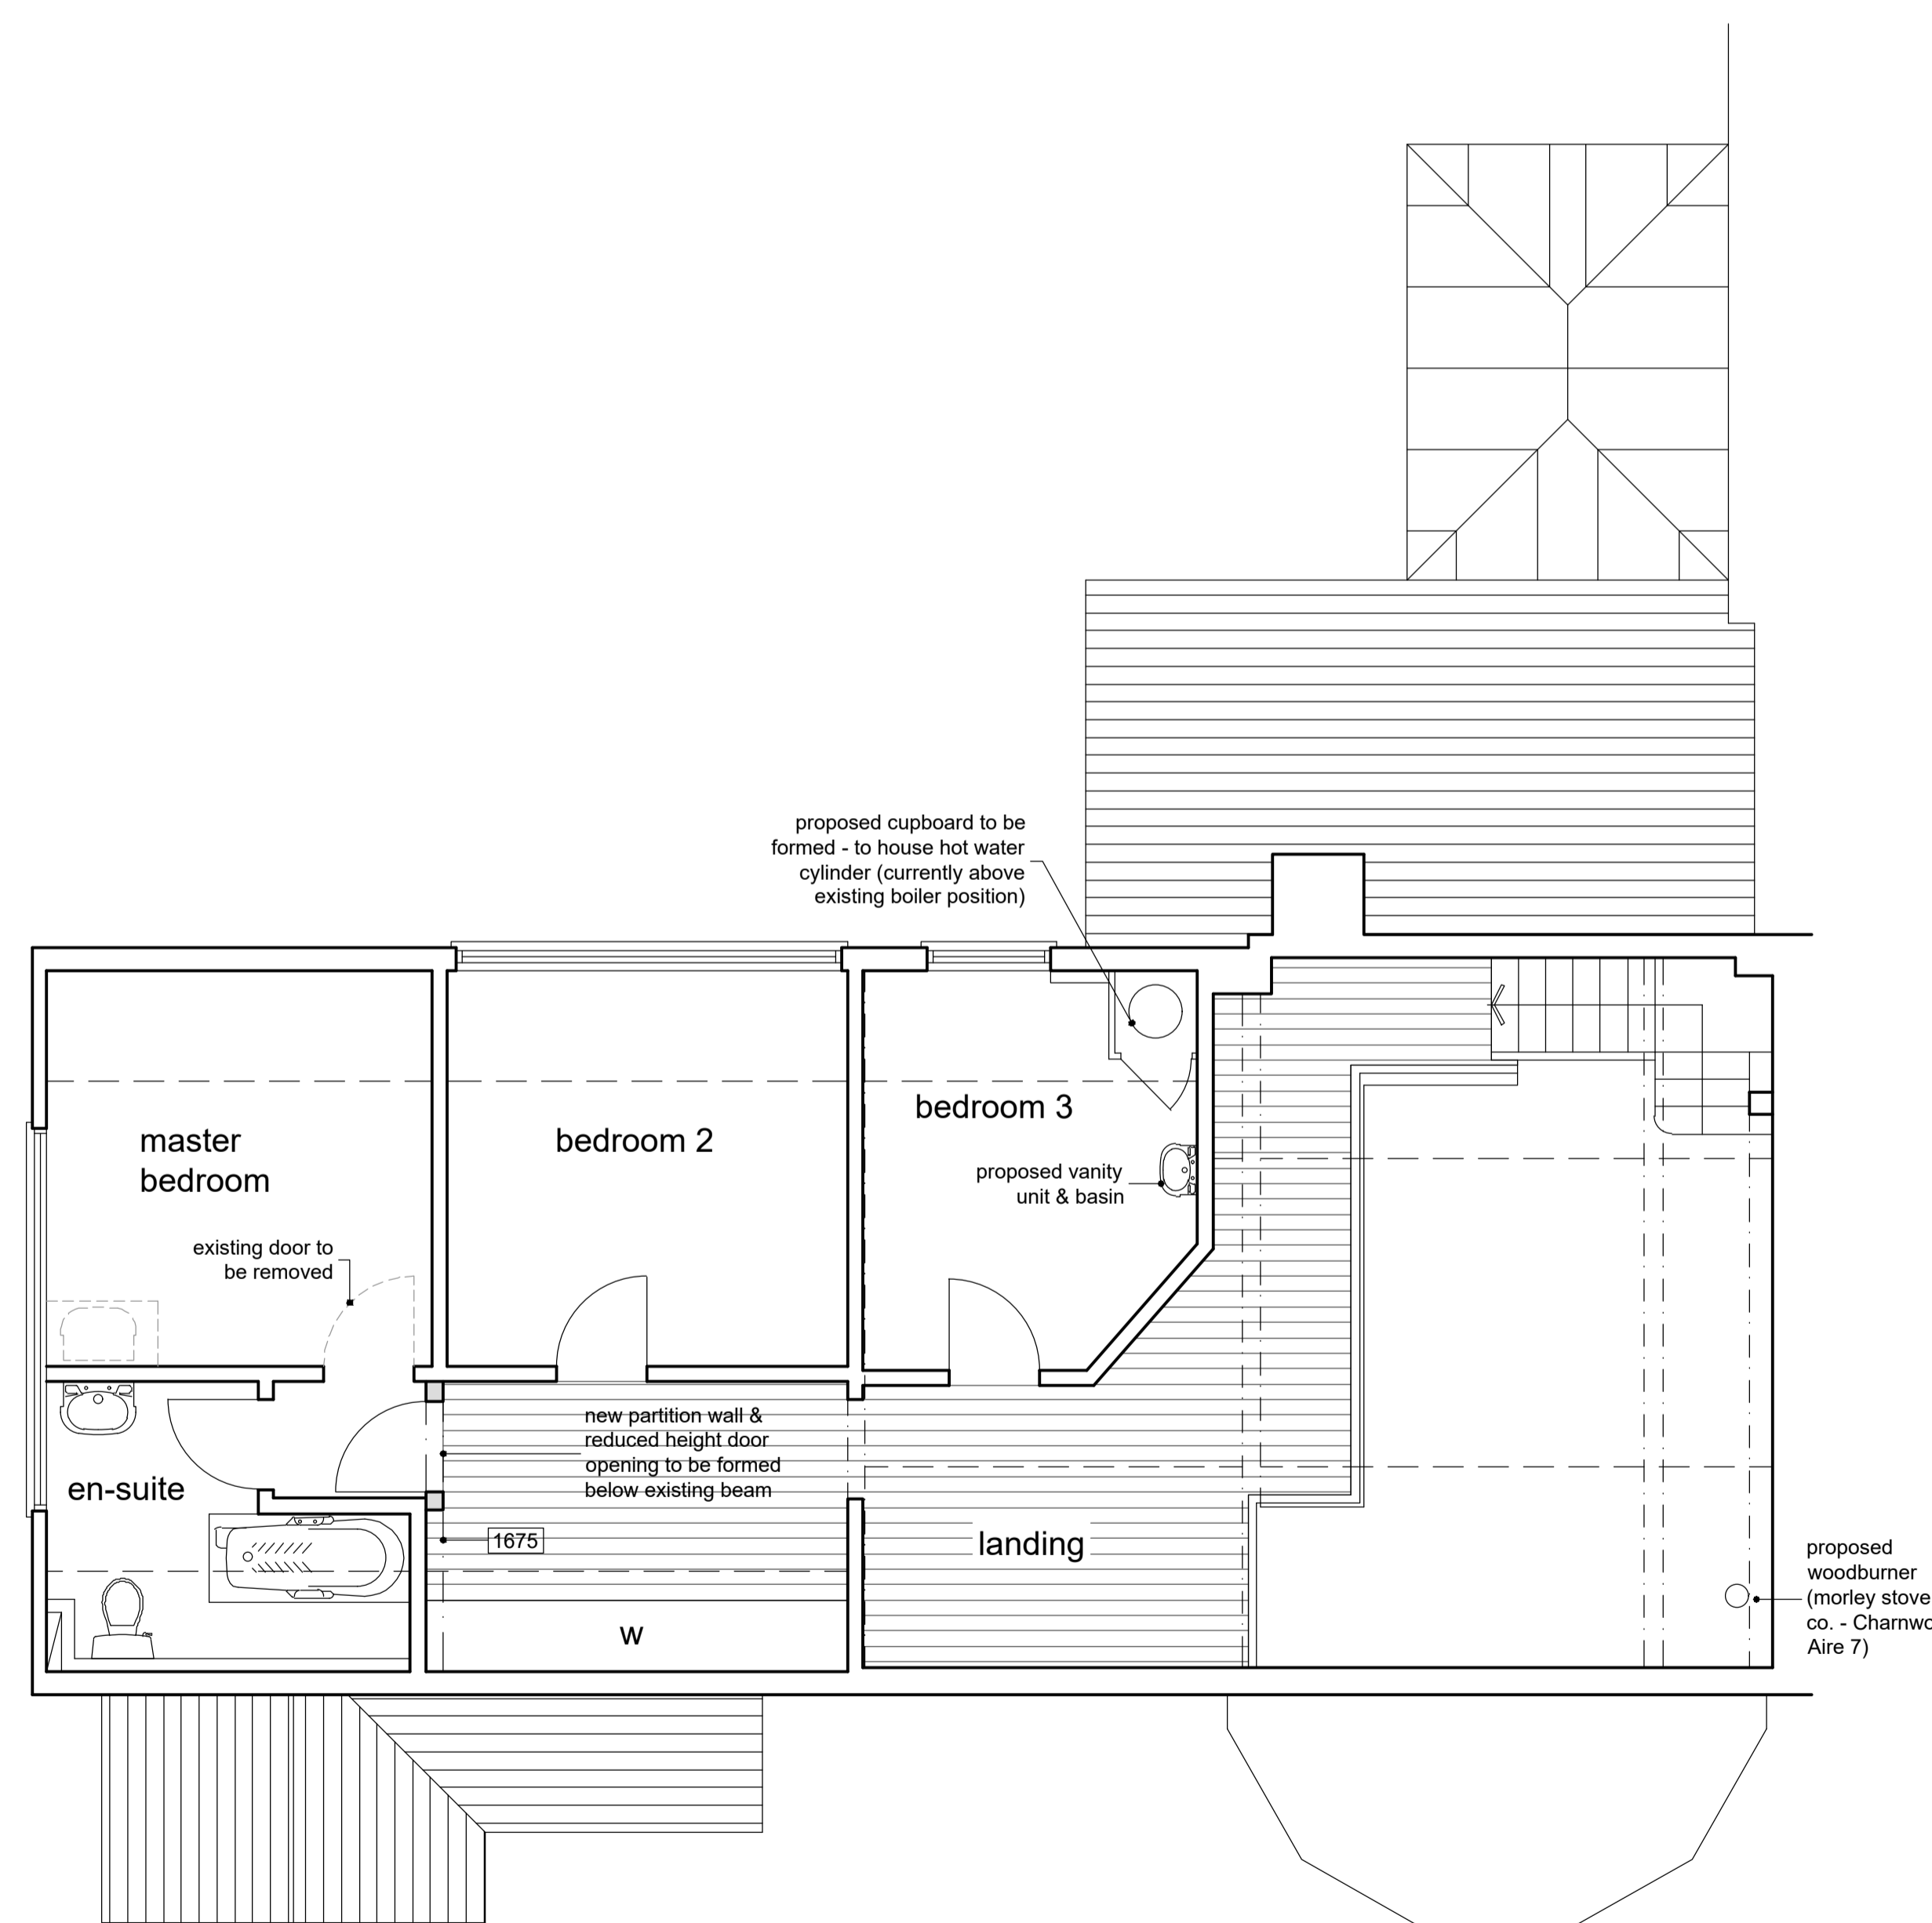 proposed cupboard to be
formed - to house hot water
cylinder (currently above
existing boiler position)
master
bedroom
bedroom 2
bedroom 3
proposed vanity
unit & basin
existing door to
be removed
new partition wall &
reduced height door
opening to be formed
below existing beam
en-suite
1675
landing
w
proposed
woodburner
(morley stove
co. - Charnwo
Aire 7)